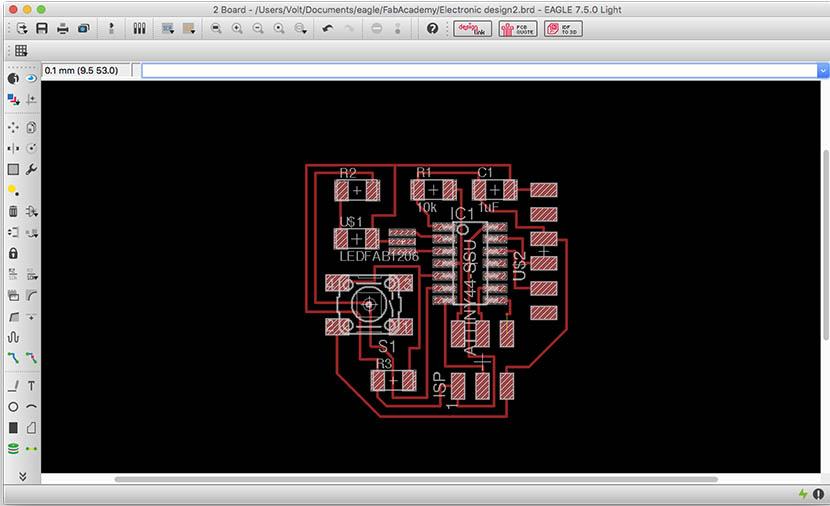 2 Board - /Users/Volt/Documents/eagle/FabAcademy/Electronic design2.brd - EAGLE 7.5.0 Light
design link
PCB QUOTE
IDF TO 3D
0.1 mm (9.5 53.0)
R2
R1
C1
10k
1uF
IC1
U$1
LEDFAB1206
ATTINY44-SSU
U$2
S1
R3
ISP
1